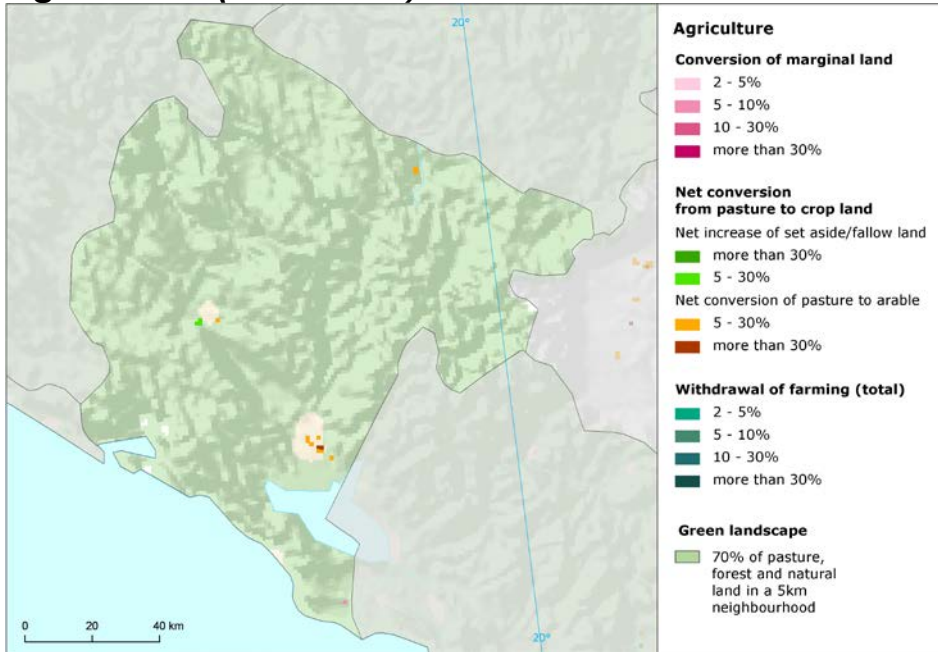 20°
Agriculture
Conversion of marginal land
2 - 5%
5 - 10%
10 - 30%
more than 30%
Net conversion
from pasture to crop land
Net increase of set aside/fallow land
more than 30%
5 - 30%
Net conversion of pasture to arable
5 - 30%
more than 30%
Withdrawal of farming (total)
2 - 5%
5 - 10%
10 - 30%
more than 30%
Green landscape
70% of pasture,
forest and natural
land in a 5km
neighbourhood
0 20 40 km
20°